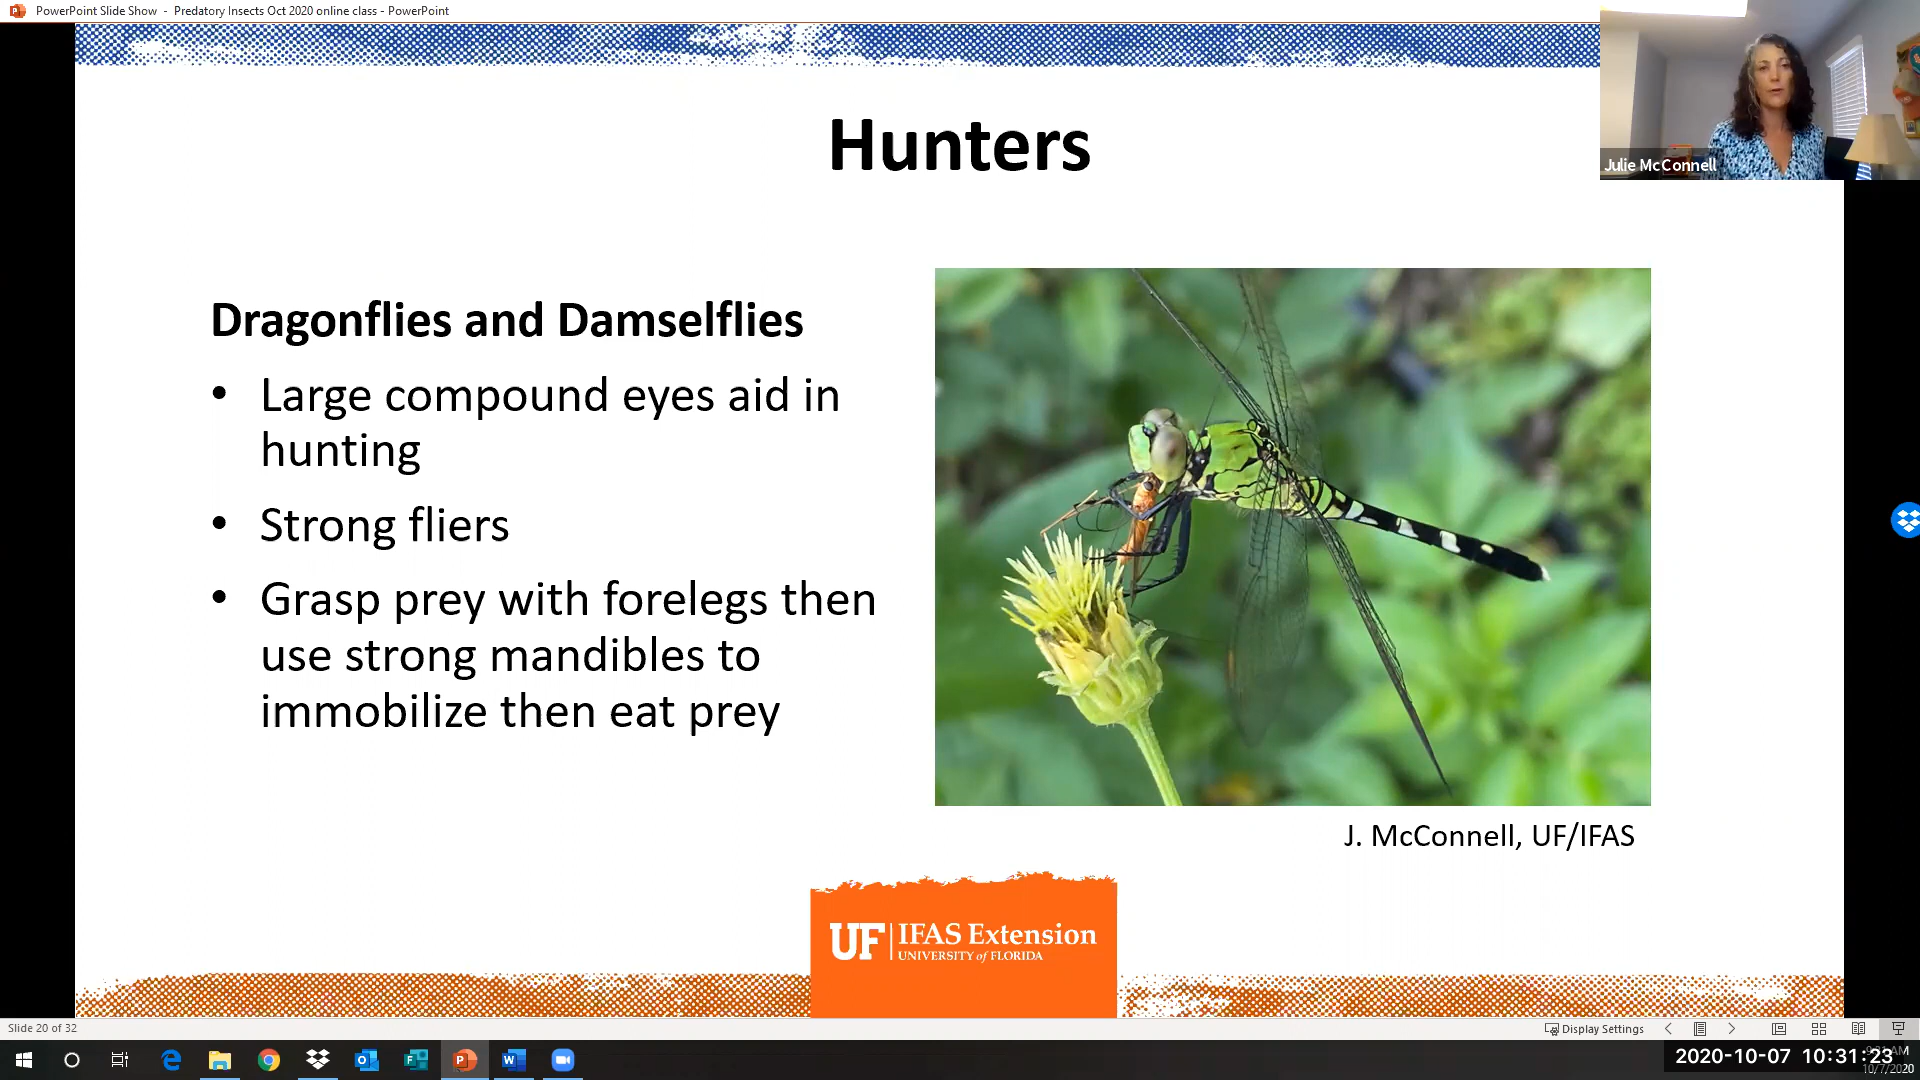 PowerPoint Slide Show - Predatory Insects Oct 2020 online class - PowerPoint
Julie McConnell
Hunters
Dragonflies and Damselflies
• Large compound eyes aid in
hunting
• Strong fliers
• Grasp prey with forelegs then
use strong mandibles to
immobilize then eat prey
J. McConnell, UF/IFAS
UF IFAS Extension
UNIVERSITY of FLORIDA
Slide 20 of 32
Display Settings
2020-10-07 10:31:23
10/7/2020